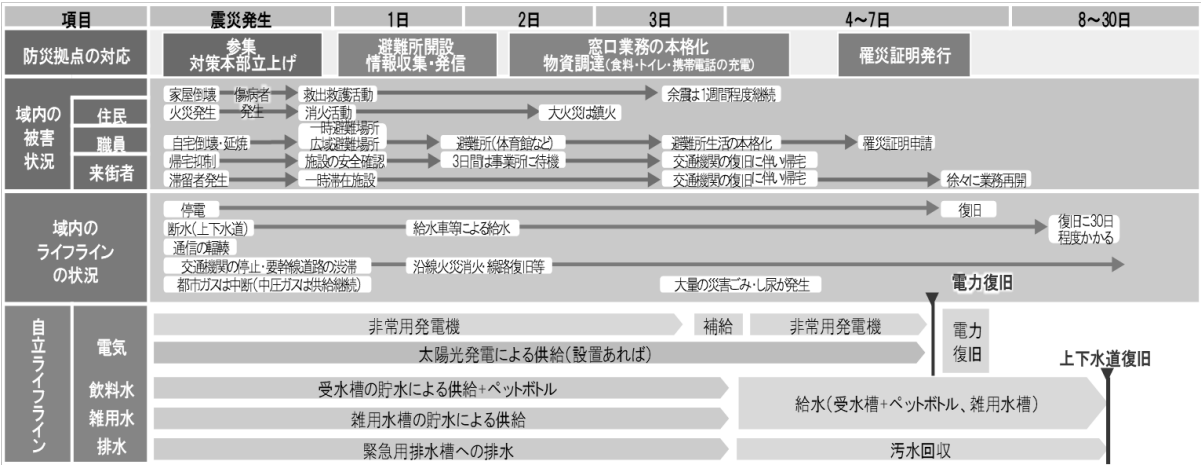 項目 震災発生 1日 2日 3日 4～7日 8～30日
防災拠点の対応
参集
対策本部立上げ
避難所開設
情報収集・発信
窓口業務の本格化
物資調達(食料・トイレ・携帯電話の充電)
罹災証明発行
域内の
被害
状況
住民
職員
来街者
家屋倒壊 傷病者 救出救護活動 余震は1週間程度継続
火災発生 発生 消火活動 大火災は鎮火
一時避難場所
自宅倒壊・延焼 広域避難場所 避難所(体育館など) 避難所生活の本格化 罹災証明申請
帰宅抑制 施設の安全確認 3日間は事業所に待機 交通機関の復旧に伴い帰宅
滞留者発生 一時滞在施設 交通機関の復旧に伴い帰宅 徐々に業務再開
域内の
ライフライン
の状況
停電 復旧
断水(上下水道) 給水車等による給水 復旧に30日
程度かかる
通信の輻輳
交通機関の停止・要幹線道路の渋滞 沿線火災消火・線路復旧等
都市ガスは中断(中圧ガスは供給継続) 大量の災害ごみ・し尿が発生
電力復旧
自立ライフライン
電気
非常用発電機 補給 非常用発電機
太陽光発電による供給(設置あれば)
電力
復旧
上下水道復旧
飲料水 受水槽の貯水による供給+ペットボトル
給水(受水槽+ペットボトル、雑用水槽)
雑用水 雑用水槽の貯水による供給
排水 緊急用排水槽への排水 汚水回収